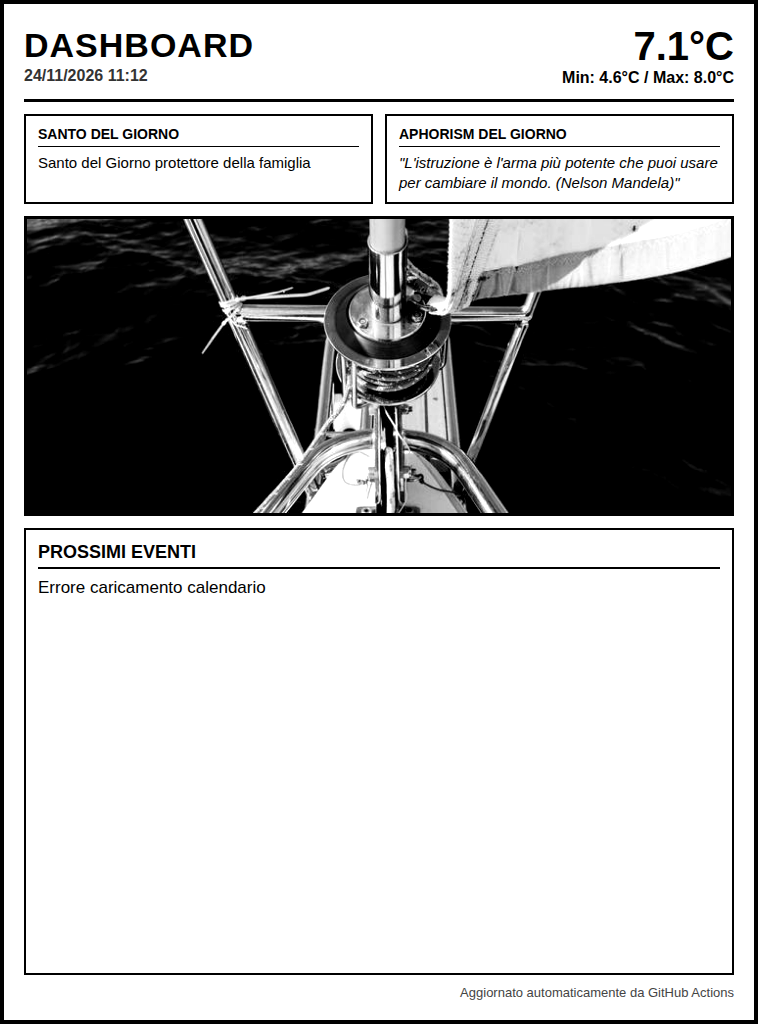 DASHBOARD
24/11/2026 11:12
7.1°C
Min: 4.6°C / Max: 8.0°C
SANTO DEL GIORNO
Santo del Giorno protettore della famiglia
APHORISM DEL GIORNO
"L'istruzione è l'arma più potente che puoi usare
per cambiare il mondo. (Nelson Mandela)"
PROSSIMI EVENTI
Errore caricamento calendario
Aggiornato automaticamente da GitHub Actions